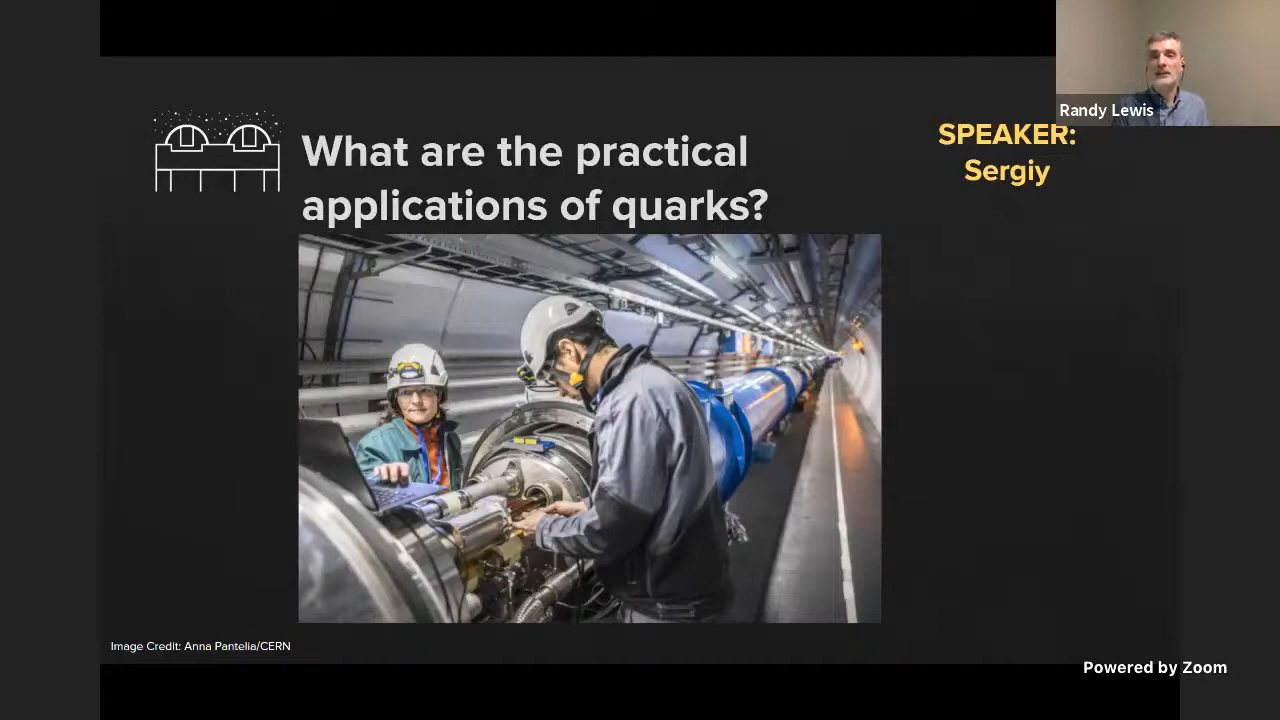 Randy Lewis
What are the practical
applications of quarks?
SPEAKER:
Sergiy
Image Credit: Anna Pantelia/CERN
Powered by Zoom